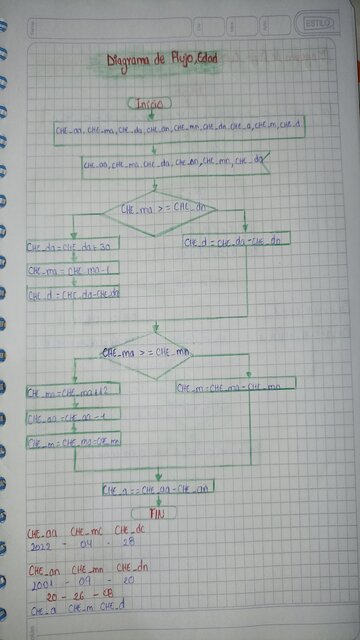 ESTILO
Diagrama de Flujo, Edad
Inicio
CHE_aa, CHE_ma, CHE_da, CHE_an, CHE_mn, CHE_dn, CHE_a, CHE_m, CHE_d
CHE_aa, CHE_ma, CHE_da, CHE_an, CHE_mn, CHE_dn
CHE_ma >= CHE_dn
CHE_da = CHE_da + 30
CHE_d = CHE_da - CHE_dn
CHE_ma = CHE_ma - 1
CHE_d = CHE_da - CHE_dn
CHE_ma >= CHE_mn
CHE_ma = CHE_ma + 12
CHE_m = CHE_ma - CHE_mn
CHE_aa = CHE_aa - 1
CHE_m = CHE_ma - CHE_mn
CHE_a == CHE_aa - CHE_an
FIN
CHE_aa CHE_mc CHE_dc
2022 - 04 - 28
CHE_an CHE_mn CHE_dn
2001 - 09 - 20
20 - 26 - CB
CHE_a CHE_m CHE_d